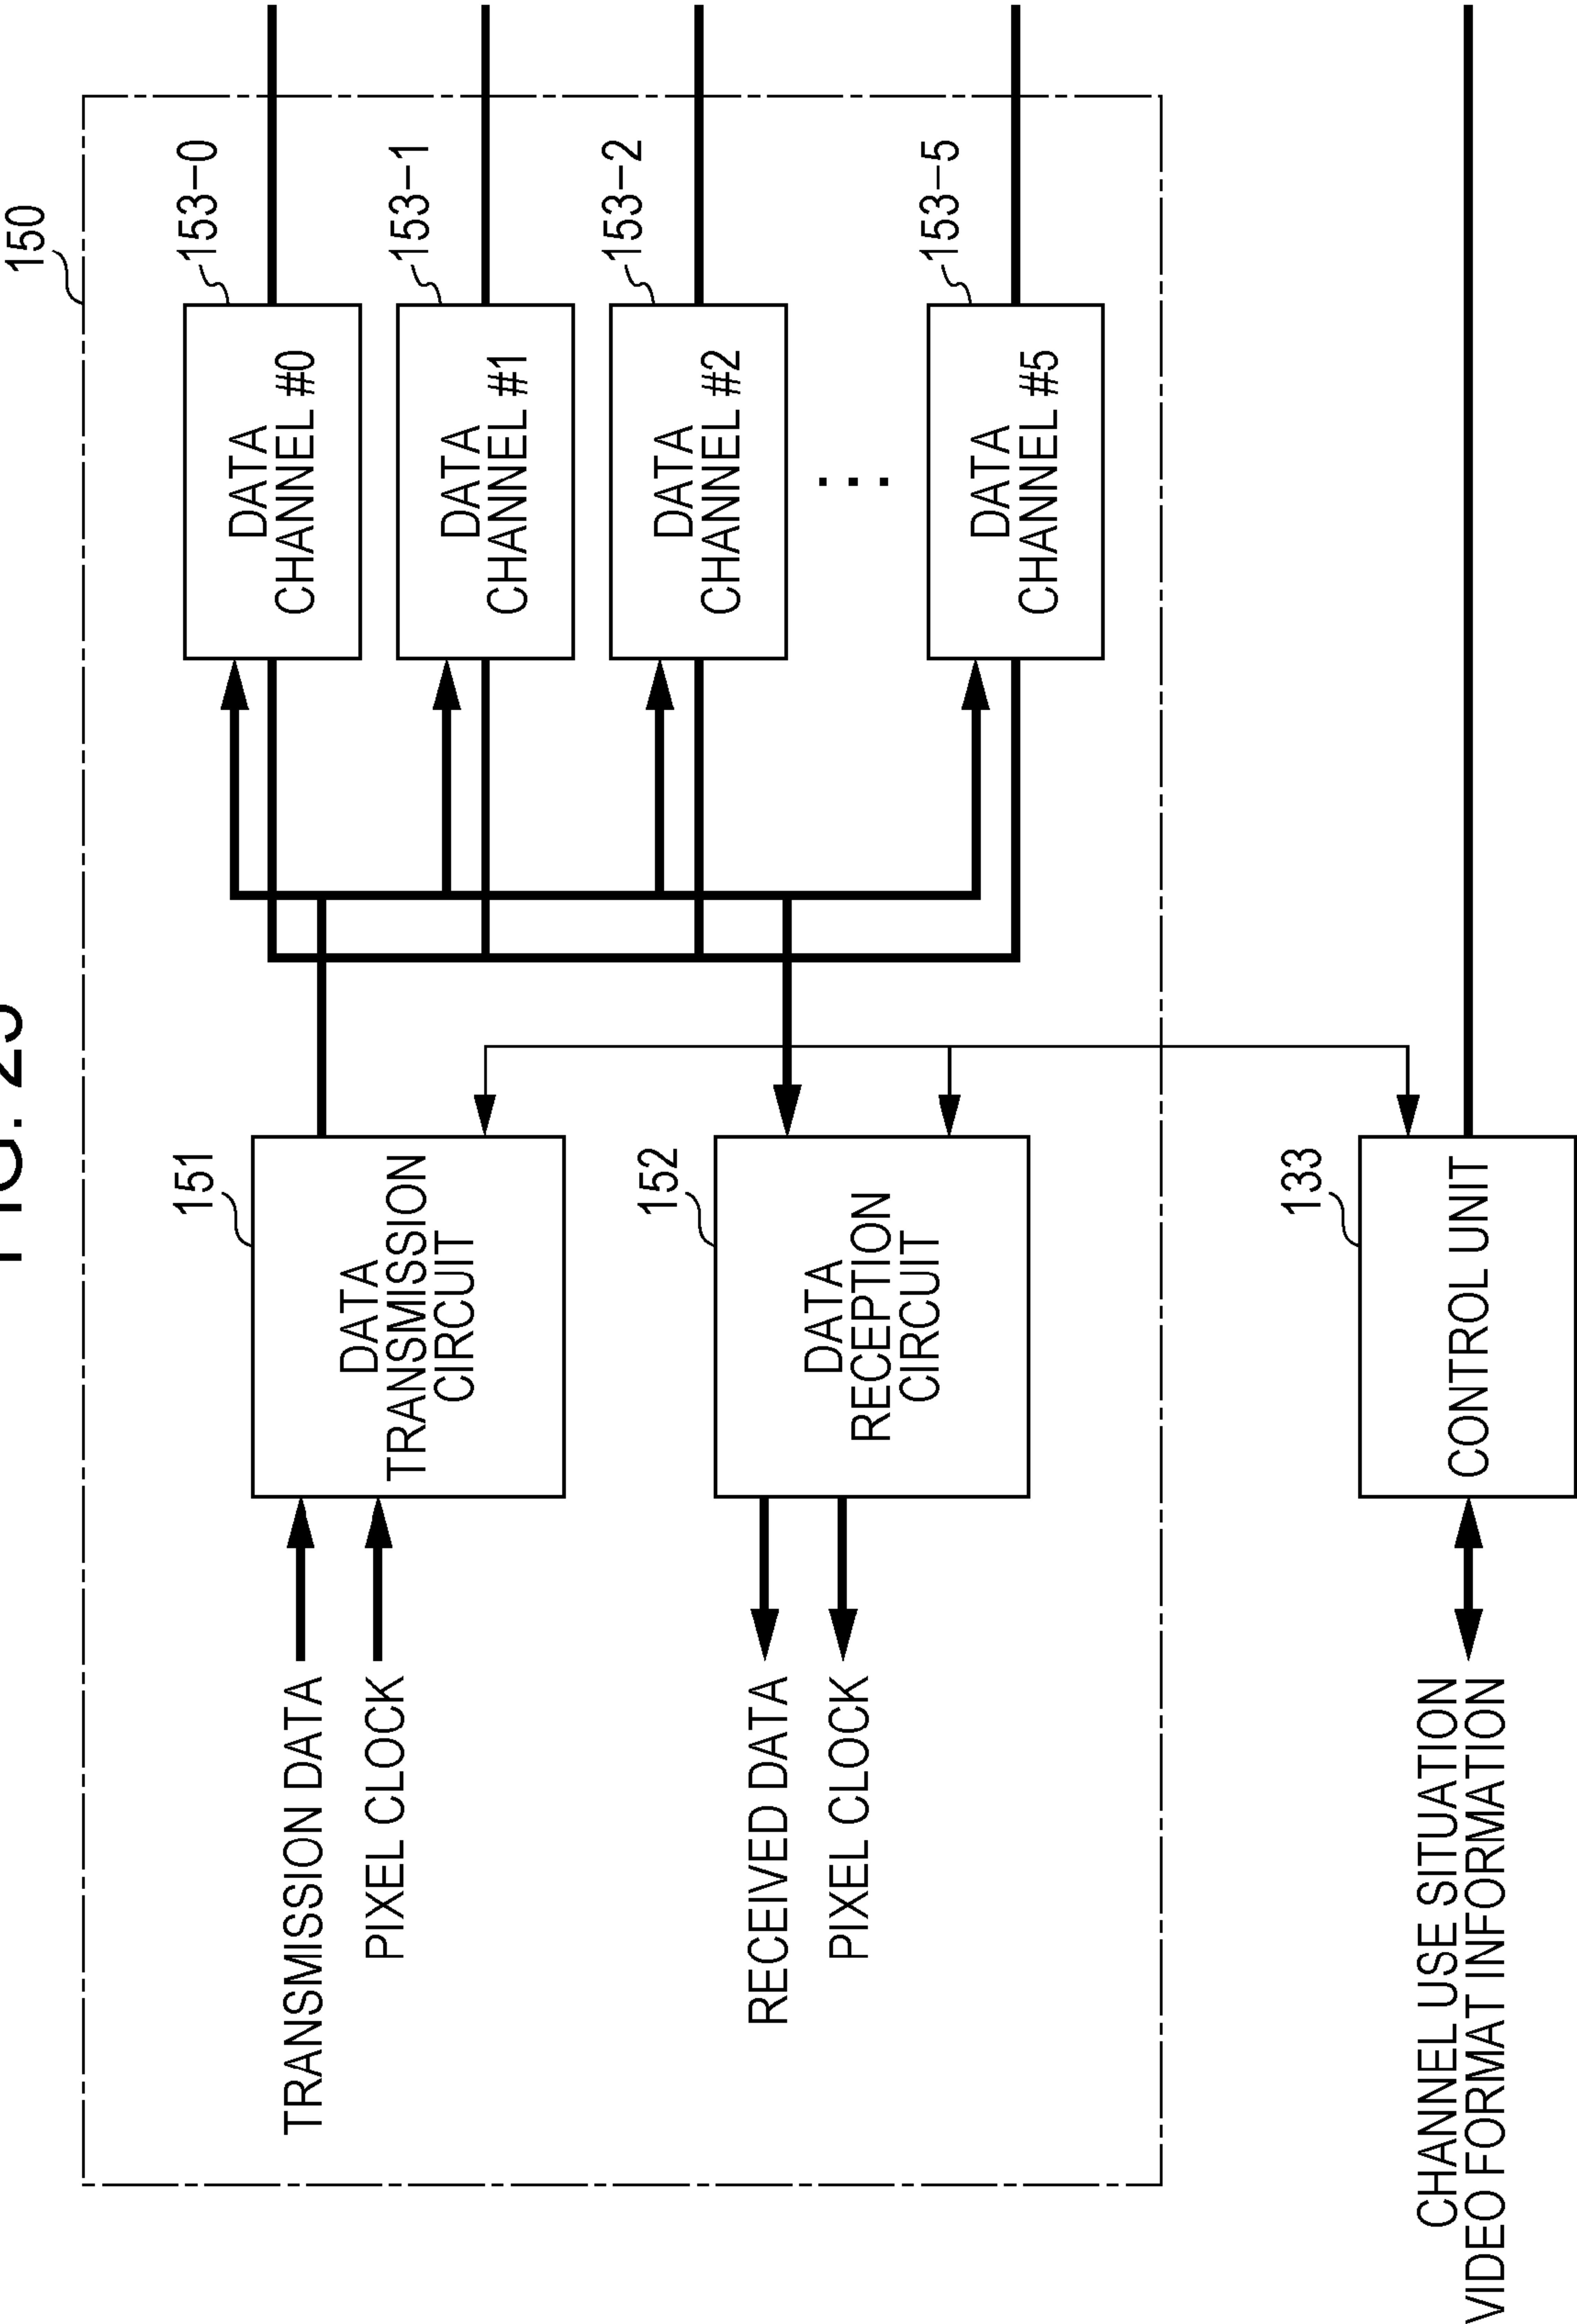 150
153-0
DATA
CHANNEL #0
153-1
DATA
CHANNEL #1
153-2
DATA
CHANNEL #2
...
153-5
DATA
CHANNEL #5
151
DATA
TRANSMISSION
CIRCUIT
TRANSMISSION DATA
PIXEL CLOCK
152
DATA
RECEPTION
CIRCUIT
RECEIVED DATA
PIXEL CLOCK
133
CONTROL UNIT
CHANNEL USE SITUATION
VIDEO FORMAT INFORMATION